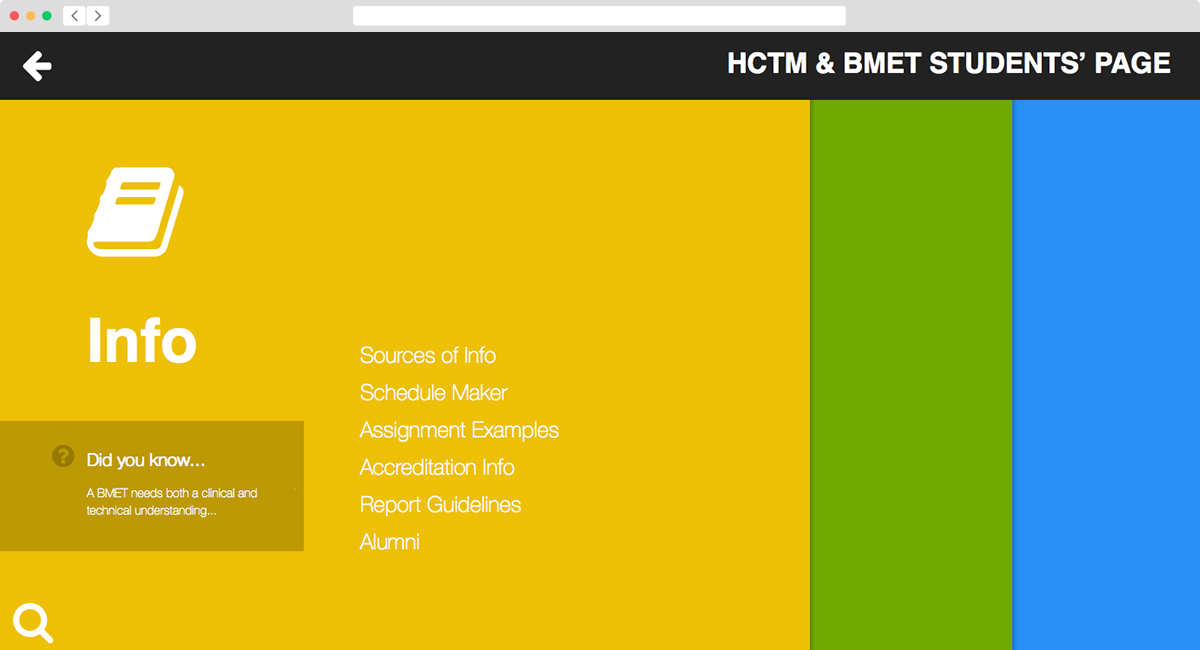 HCTM & BMET STUDENTS’ PAGE
Info
Sources of Info
Schedule Maker
Assignment Examples
Accreditation Info
Report Guidelines
Alumni
?
Did you know...
A BMET needs both a clinical and
technical understanding...